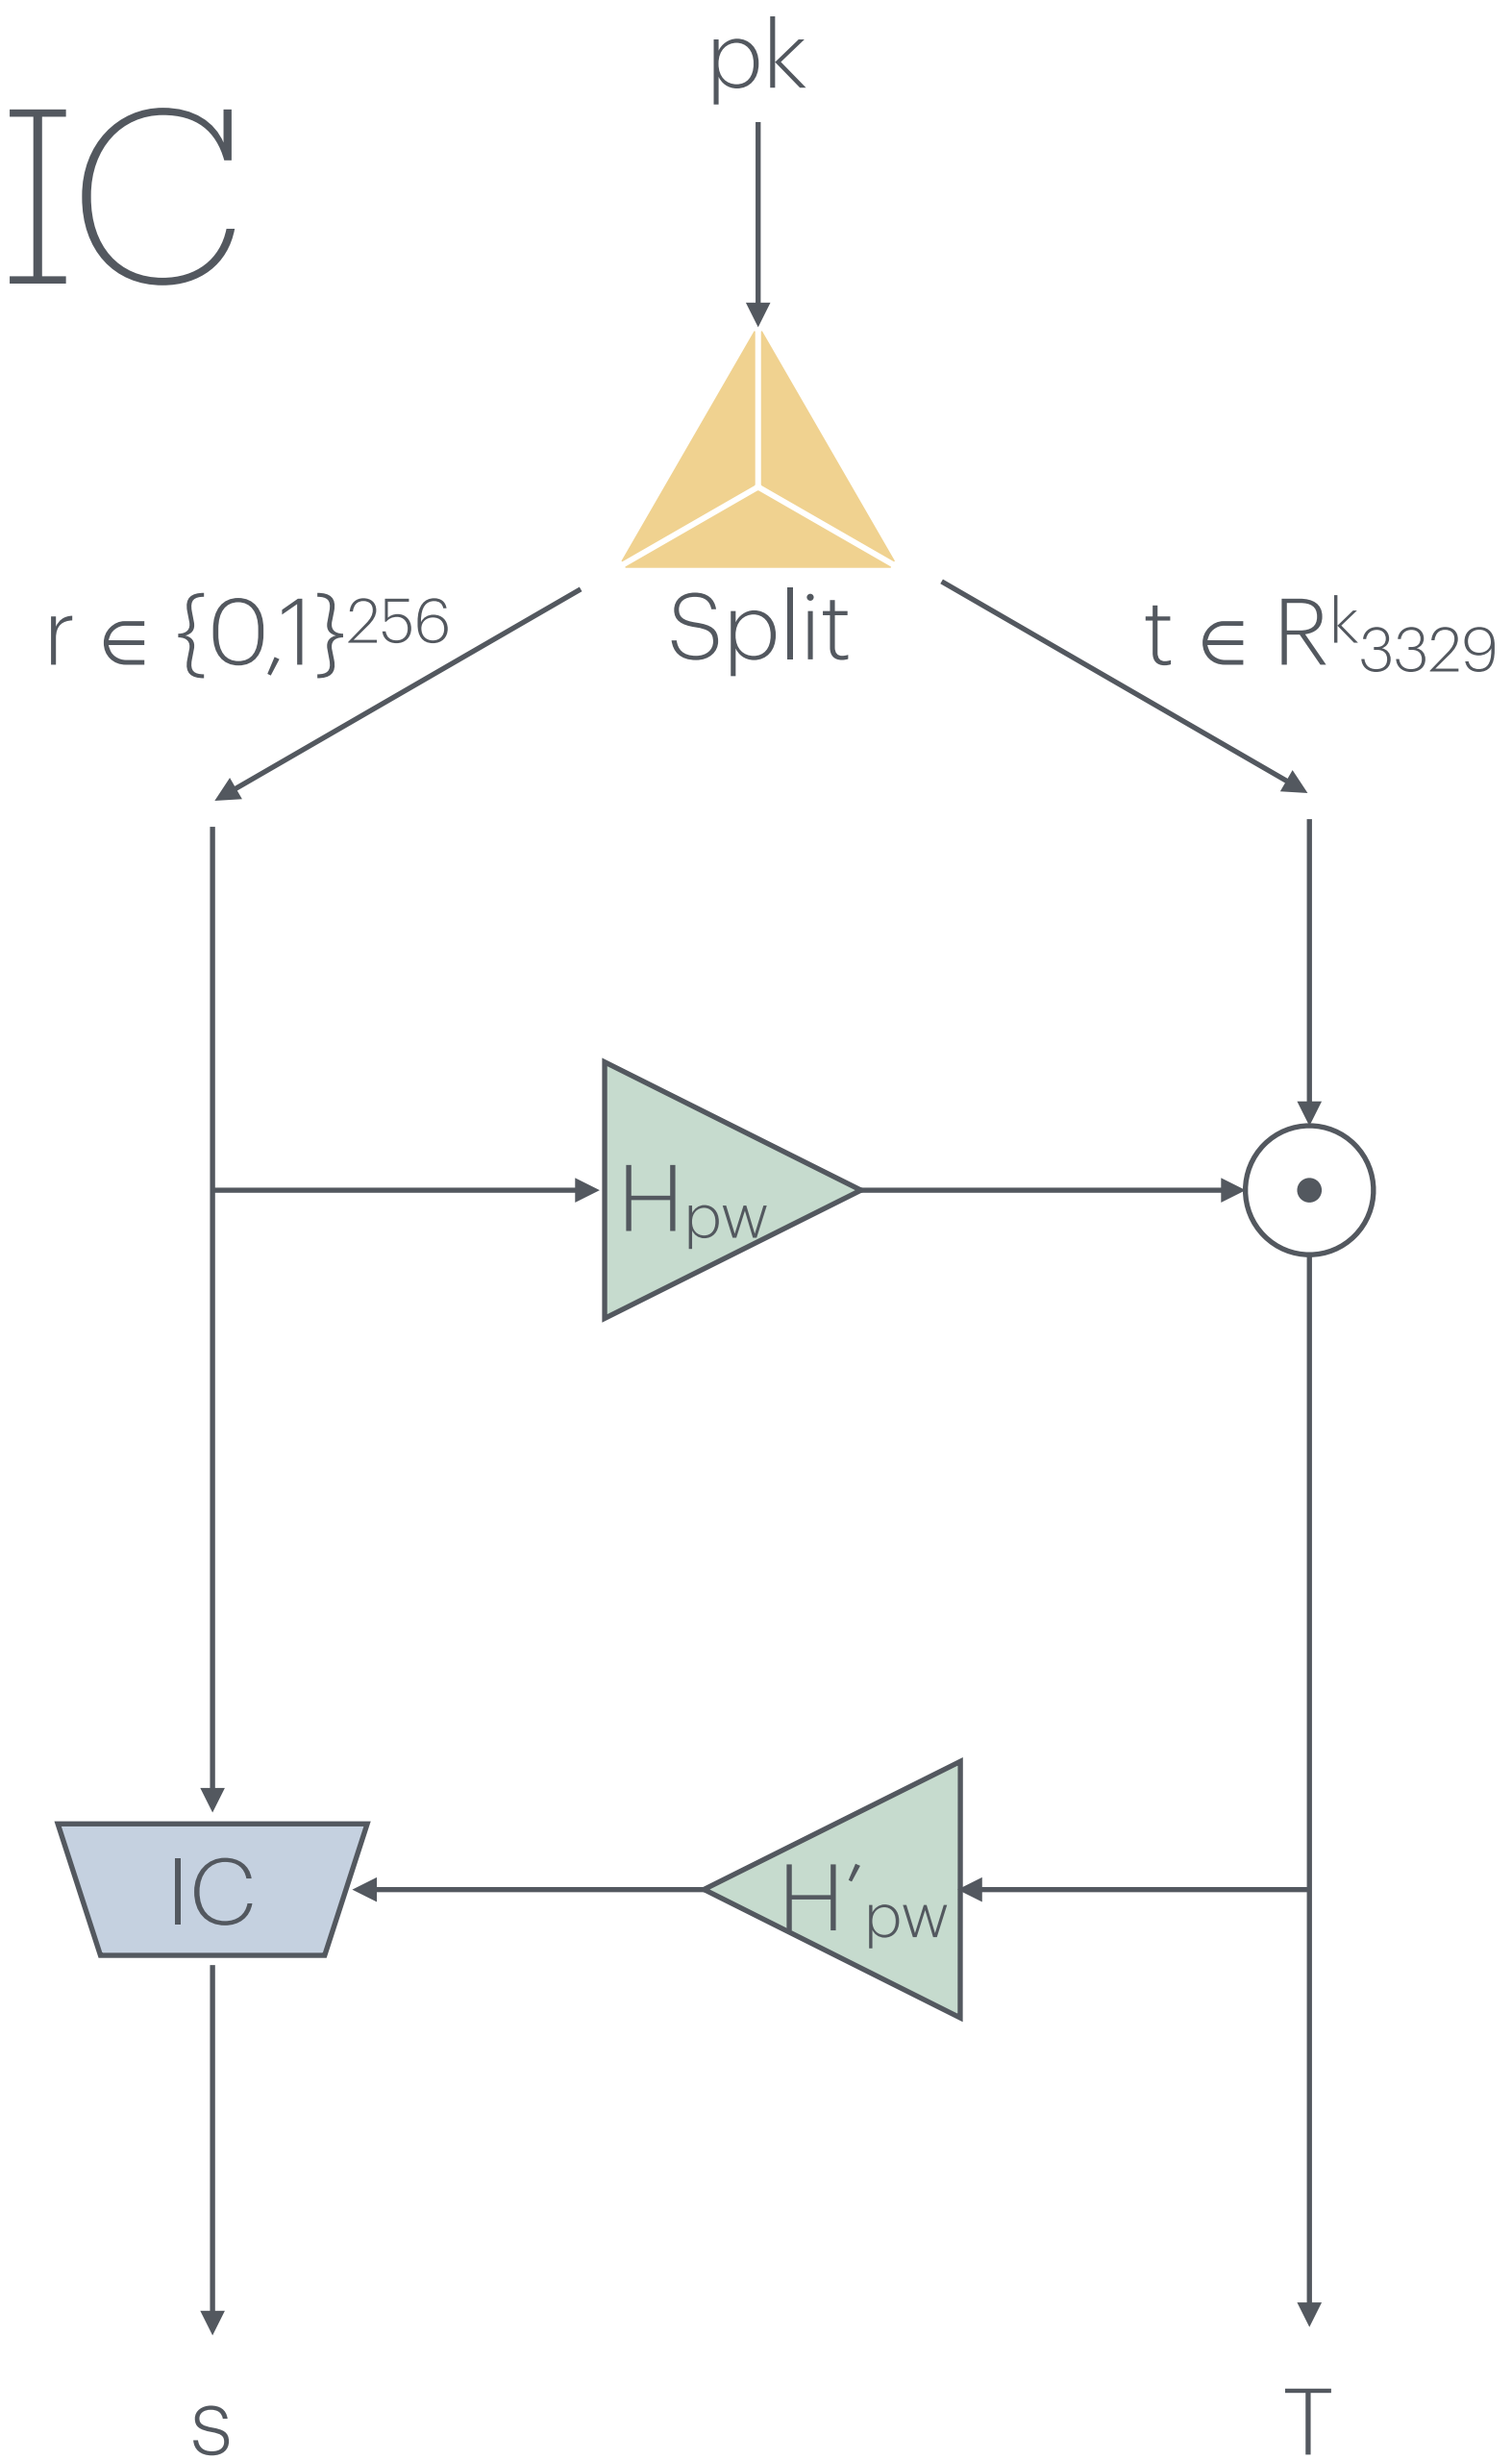 pk
IC
r ∈ {0,1}²⁵⁶
Split
t ∈ Rᵏ₃₃₂₉
Hpw
IC
H′pw
s
T